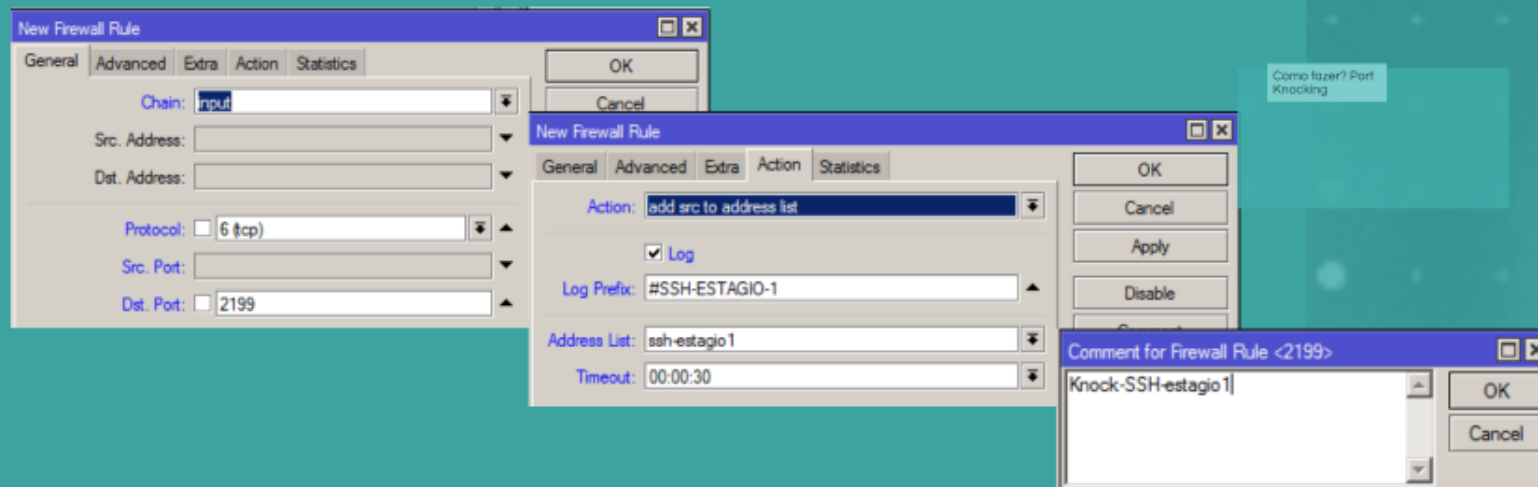 New Firewall Rule
General Advanced Extra Action Statistics
Chain: input
Src. Address:
Dst. Address:
Protocol: 6 (tcp)
Src. Port:
Dst. Port: 2199
OK
Cancel
New Firewall Rule
General Advanced Extra Action Statistics
Action: add src to address list
Log
Log Prefix: #SSH-ESTAGIO-1
Address List: ssh-estagio1
Timeout: 00:00:30
OK
Cancel
Apply
Disable
Comment for Firewall Rule <2199>
Knock-SSH-estagio1
OK
Cancel
Como fazer? Port
Knocking